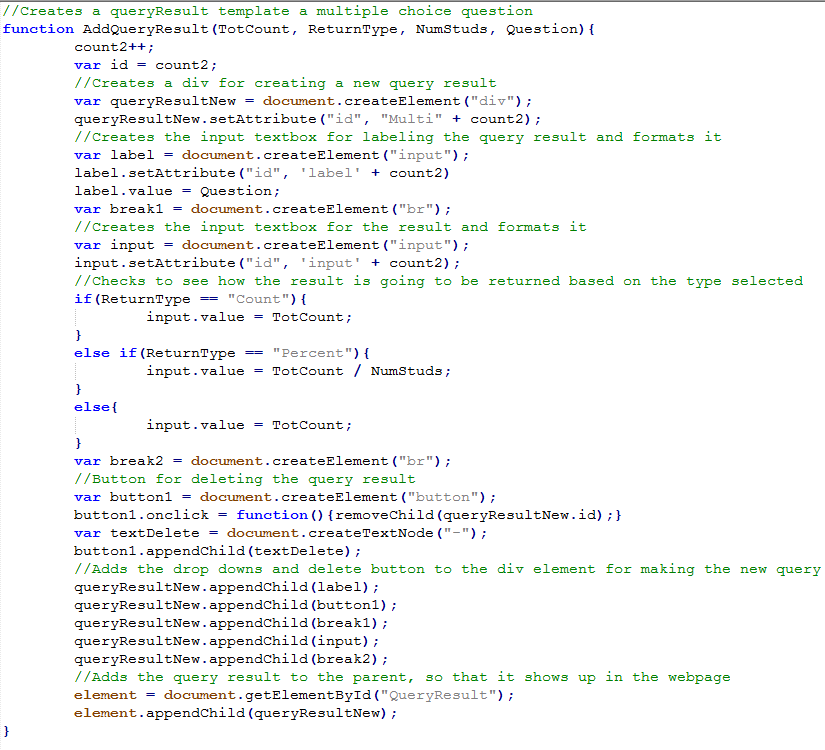 //Creates a queryResult template a multiple choice question
function AddQueryResult(TotCount, ReturnType, NumStuds, Question){
count2++;
var id = count2;
//Creates a div for creating a new query result
var queryResultNew = document.createElement("div");
queryResultNew.setAttribute("id", "Multi" + count2);
//Creates the input textbox for labeling the query result and formats it
var label = document.createElement("input");
label.setAttribute("id", 'label' + count2)
label.value = Question;
var break1 = document.createElement("br");
//Creates the input textbox for the result and formats it
var input = document.createElement("input");
input.setAttribute("id", 'input' + count2);
//Checks to see how the result is going to be returned based on the type selected
if(ReturnType == "Count"){
input.value = TotCount;
}
else if(ReturnType == "Percent"){
input.value = TotCount / NumStuds;
}
else{
input.value = TotCount;
}
var break2 = document.createElement("br");
//Button for deleting the query result
var button1 = document.createElement("button");
button1.onclick = function(){removeChild(queryResultNew.id);}
var textDelete = document.createTextNode("-");
button1.appendChild(textDelete);
//Adds the drop downs and delete button to the div element for making the new query
queryResultNew.appendChild(label);
queryResultNew.appendChild(button1);
queryResultNew.appendChild(break1);
queryResultNew.appendChild(input);
queryResultNew.appendChild(break2);
//Adds the query result to the parent, so that it shows up in the webpage
element = document.getElementById("QueryResult");
element.appendChild(queryResultNew);
}